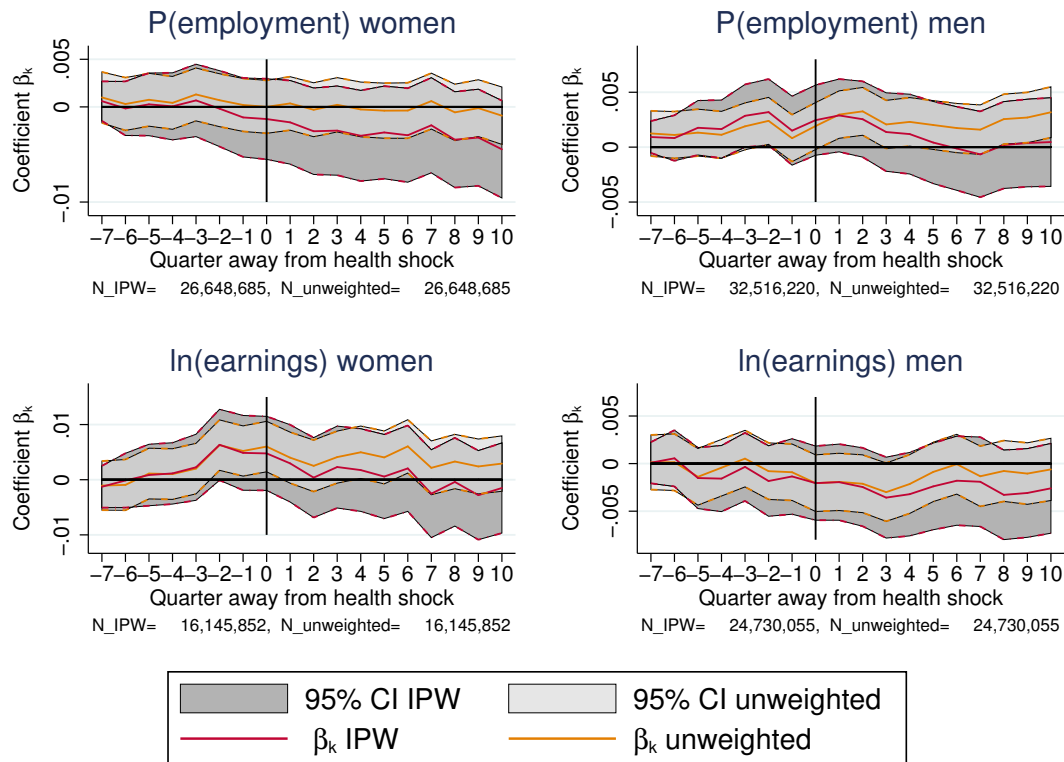 P(employment) women
Coefficient βk
.005
0
−.01
−7−6−5−4−3−2−1 0 1 2 3 4 5 6 7 8 9 10
Quarter away from health shock
N_IPW= 26,648,685, N_unweighted= 26,648,685
P(employment) men
Coefficient βk
.005
0
−.005
−7−6−5−4−3−2−1 0 1 2 3 4 5 6 7 8 9 10
Quarter away from health shock
N_IPW= 32,516,220, N_unweighted= 32,516,220
ln(earnings) women
Coefficient βk
.01
0
−.01
−7−6−5−4−3−2−1 0 1 2 3 4 5 6 7 8 9 10
Quarter away from health shock
N_IPW= 16,145,852, N_unweighted= 16,145,852
ln(earnings) men
Coefficient βk
.005
0
−.005
−7−6−5−4−3−2−1 0 1 2 3 4 5 6 7 8 9 10
Quarter away from health shock
N_IPW= 24,730,055, N_unweighted= 24,730,055
95% CI IPW 95% CI unweighted
βk IPW βk unweighted